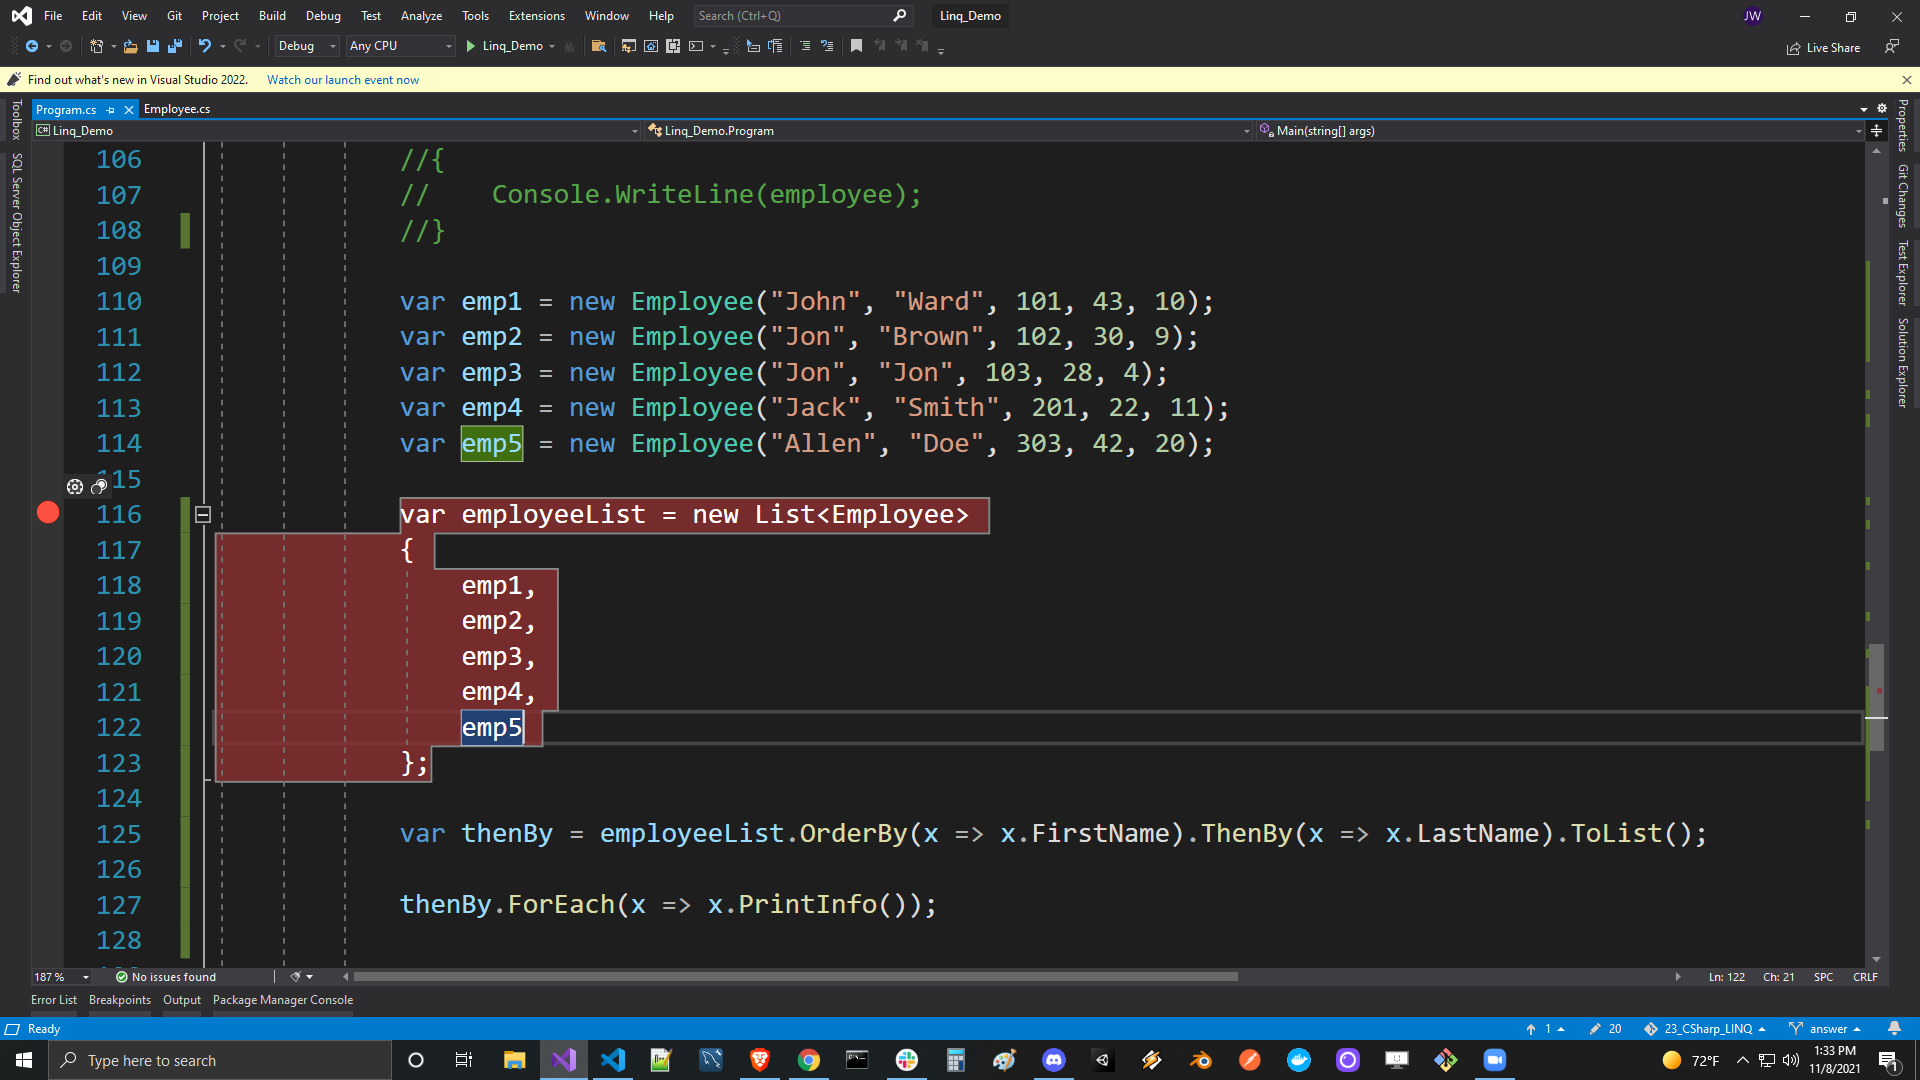 File Edit View Git Project Build Debug Test Analyze Tools Extensions Window Help Search (Ctrl+Q) Linq_Demo JW
Debug Any CPU Linq_Demo Live Share
Find out what's new in Visual Studio 2022. Watch our launch event now
Program.cs Employee.cs
C# Linq_Demo Linq_Demo.Program Main(string[] args)
Toolbox
SQL Server Object Explorer
Properties
Git Changes
Test Explorer
Solution Explorer
106 //{
107 // Console.WriteLine(employee);
108 //}
109
110 var emp1 = new Employee("John", "Ward", 101, 43, 10);
111 var emp2 = new Employee("Jon", "Brown", 102, 30, 9);
112 var emp3 = new Employee("Jon", "Jon", 103, 28, 4);
113 var emp4 = new Employee("Jack", "Smith", 201, 22, 11);
114 var emp5 = new Employee("Allen", "Doe", 303, 42, 20);
115
116 var employeeList = new List<Employee>
117 {
118 emp1,
119 emp2,
120 emp3,
121 emp4,
122 emp5
123 };
124
125 var thenBy = employeeList.OrderBy(x => x.FirstName).ThenBy(x => x.LastName).ToList();
126
127 thenBy.ForEach(x => x.PrintInfo());
128
187 % No issues found Ln: 122 Ch: 21 SPC CRLF
Error List Breakpoints Output Package Manager Console
Ready 1 20 23_CSharp_LINQ answer
Type here to search 72°F 1:33 PM
11/8/2021 1